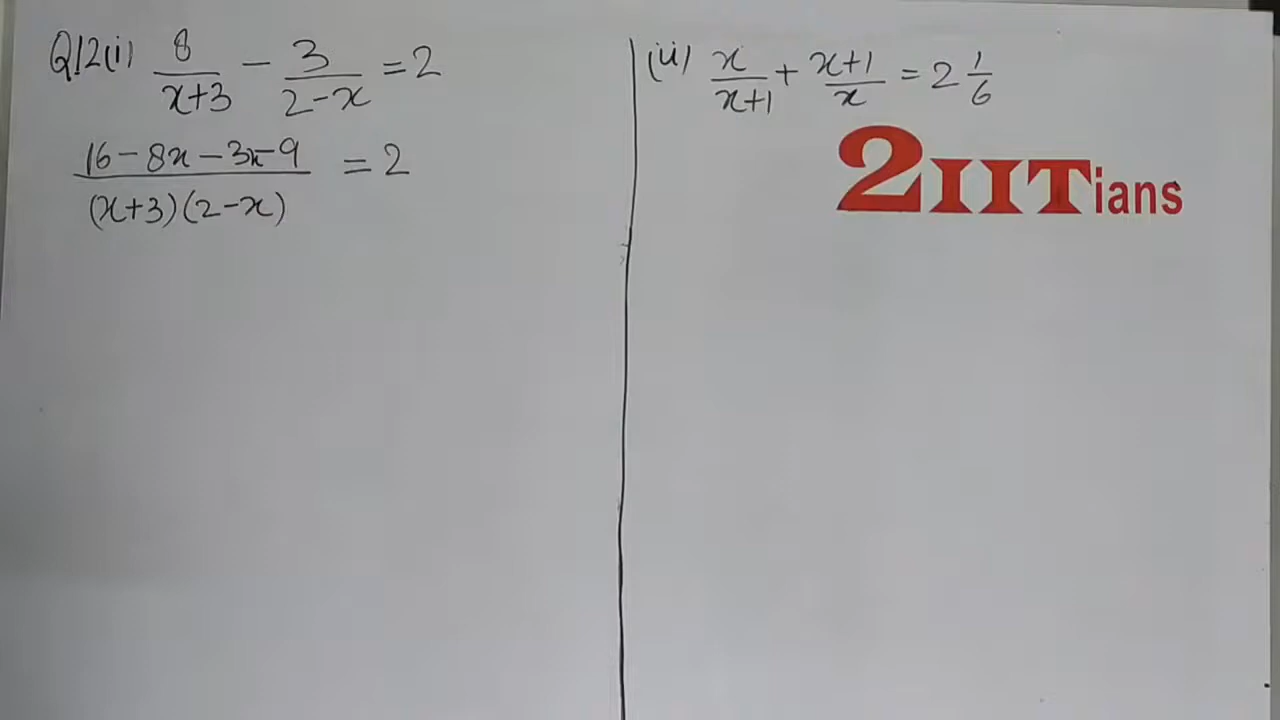 Q12(i) 8/(x+3) - 3/(2-x) = 2
(16-8x-3x-9)/((x+3)(2-x)) = 2
(ii) x/(x+1) + (x+1)/x = 2 1/6
2IITians